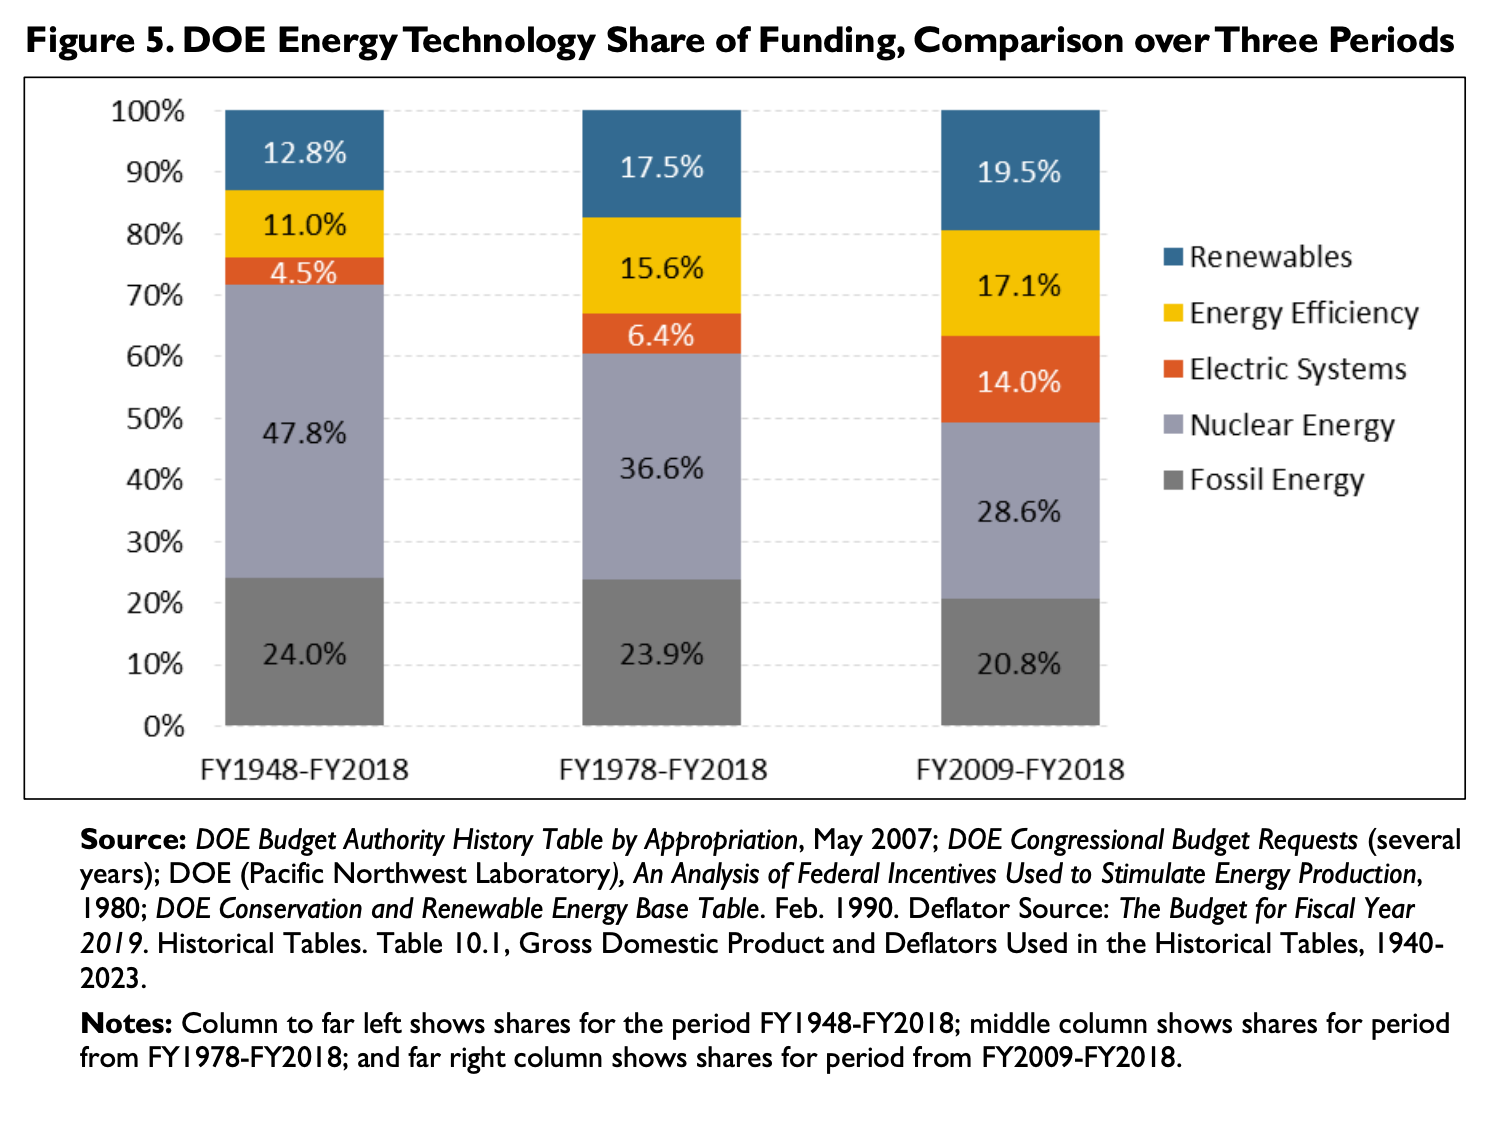 Figure 5. DOE Energy Technology Share of Funding, Comparison over Three Periods
100%
90%
80%
70%
60%
50%
40%
30%
20%
10%
0%
12.8%
11.0%
4.5%
47.8%
24.0%
17.5%
15.6%
6.4%
36.6%
23.9%
19.5%
17.1%
14.0%
28.6%
20.8%
FY1948-FY2018
FY1978-FY2018
FY2009-FY2018
Renewables
Energy Efficiency
Electric Systems
Nuclear Energy
Fossil Energy
Source: DOE Budget Authority History Table by Appropriation, May 2007; DOE Congressional Budget Requests (several
years); DOE (Pacific Northwest Laboratory), An Analysis of Federal Incentives Used to Stimulate Energy Production,
1980; DOE Conservation and Renewable Energy Base Table. Feb. 1990. Deflator Source: The Budget for Fiscal Year
2019. Historical Tables. Table 10.1, Gross Domestic Product and Deflators Used in the Historical Tables, 1940-
2023.
Notes: Column to far left shows shares for the period FY1948-FY2018; middle column shows shares for period
from FY1978-FY2018; and far right column shows shares for period from FY2009-FY2018.